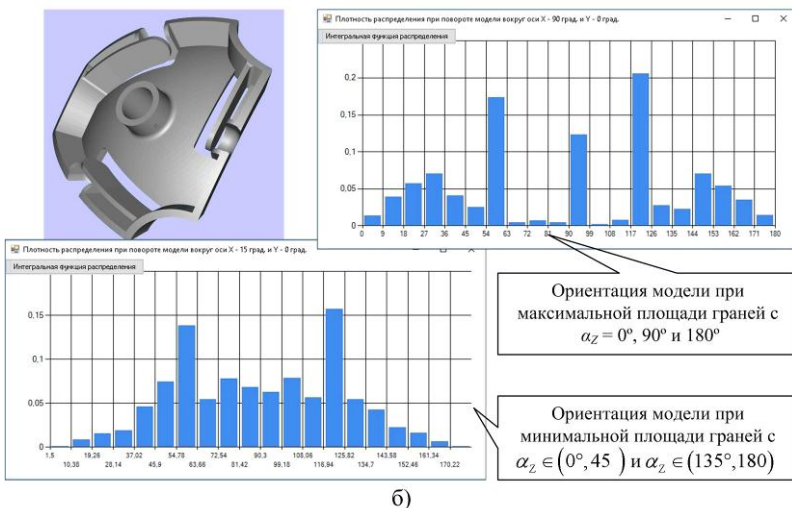 Плотность распределения при повороте модели вокруг оси X - 90 град. и Y - 0 град.
Интегральная функция распределения
0,2
0,15
0,1
0,05
0
0 9 18 27 36 45 54 63 72 81 90 99 108 117 126 135 144 153 162 171 180
Плотность распределения при повороте модели вокруг оси X - 15 град. и Y - 0 град.
Интегральная функция распределения
0,15
0,1
0,05
0
1,5 19,26 37,02 54,78 72,54 90,3 108,06 125,82 143,58 161,34
10,38 28,14 45,9 63,66 81,42 99,18 116,94 134,7 152,46 170,22
Ориентация модели при
максимальной площади граней с
αZ = 0º, 90º и 180º
Ориентация модели при
минимальной площади граней с
αZ ∈ (0°, 45 ) и αZ ∈ (135°,180)
б)